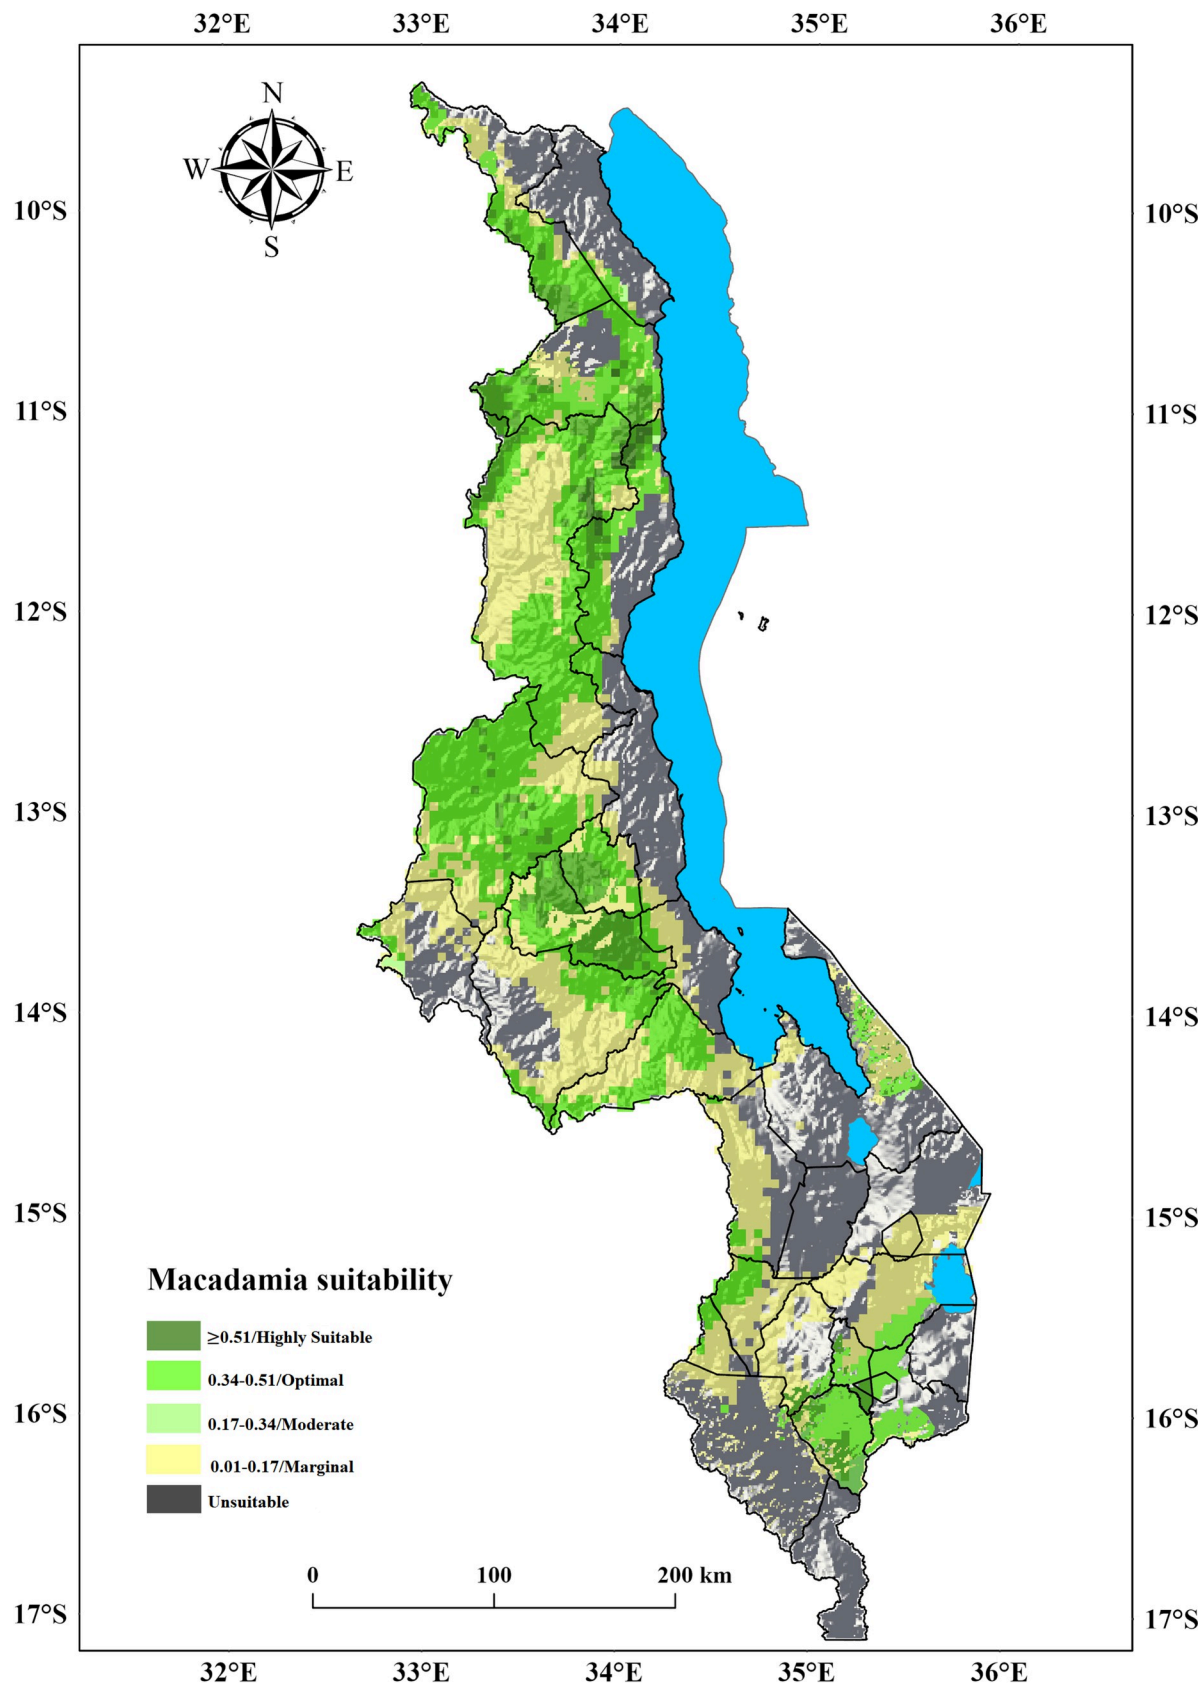 32°E 33°E 34°E 35°E 36°E
N
W E
S
10°S 10°S
11°S 11°S
12°S 12°S
13°S 13°S
14°S 14°S
15°S 15°S
Macadamia suitability
≥0.51/Highly Suitable
0.34-0.51/Optimal
16°S 16°S
0.17-0.34/Moderate
0.01-0.17/Marginal
Unsuitable
0 100 200 km
17°S 17°S
32°E 33°E 34°E 35°E 36°E